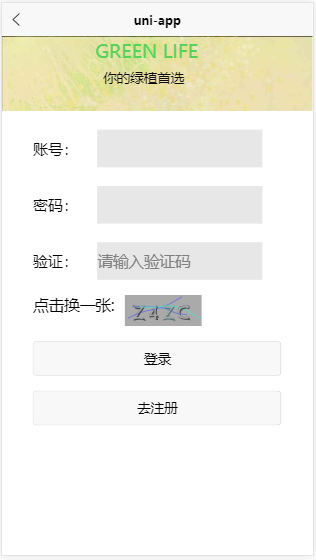 uni-app
GREEN LIFE
你的绿植首选
账号：
密码：
验证： 请输入验证码
点击换一张:
登录
去注册